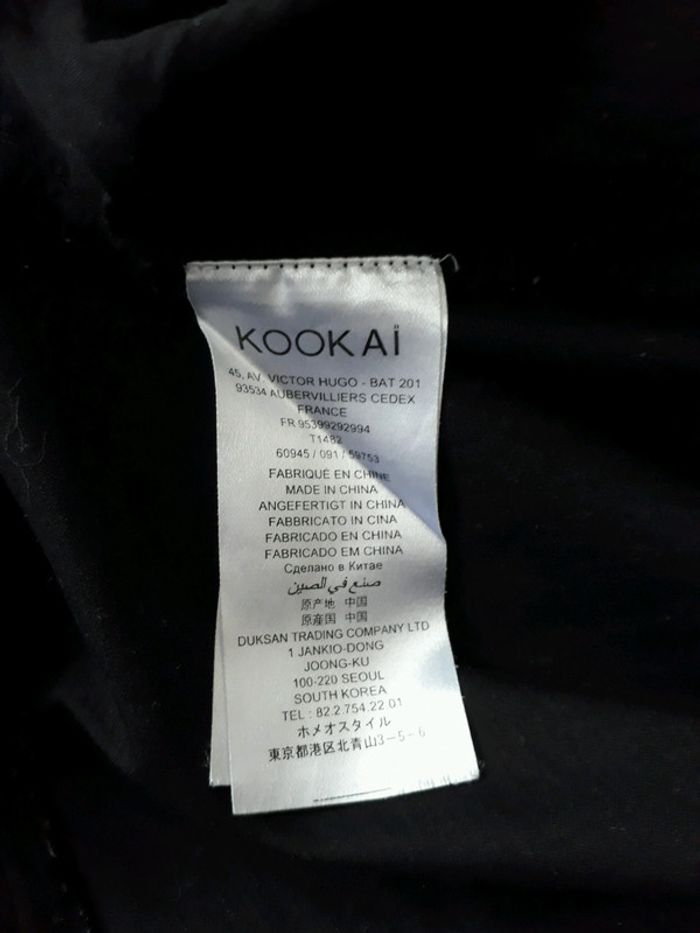 KOOKAÏ
45, AV. VICTOR HUGO - BAT 201
93534 AUBERVILLIERS CEDEX
FRANCE
FR 95399292994
T1482
60945 / 091 / 59753
FABRIQUÉ EN CHINE
MADE IN CHINA
ANGEFERTIGT IN CHINA
FABBRICATO IN CINA
FABRICADO EN CHINA
FABRICADO EM CHINA
Сделано в Китае
صنع في الصين
原产地 中国
原産国 中国
DUKSAN TRADING COMPANY LTD
1 JANKIO-DONG
JOONG-KU
100-220 SEOUL
SOUTH KOREA
TEL : 82.2.754.22 01
ホメオスタイル
東京都港区北青山3－5－6